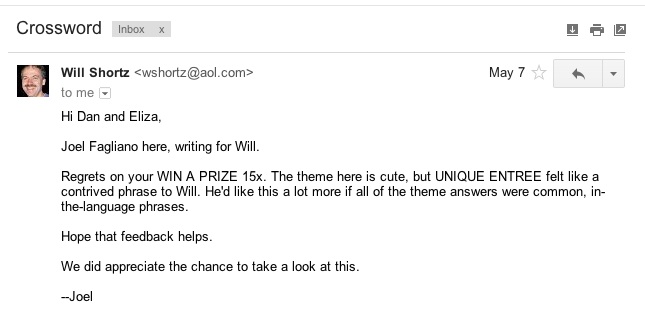 Crossword Inbox x
Will Shortz <wshortz@aol.com> May 7
to me
Hi Dan and Eliza,
Joel Fagliano here, writing for Will.
Regrets on your WIN A PRIZE 15x. The theme here is cute, but UNIQUE ENTREE felt like a
contrived phrase to Will. He'd like this a lot more if all of the theme answers were common, in-
the-language phrases.
Hope that feedback helps.
We did appreciate the chance to take a look at this.
--Joel